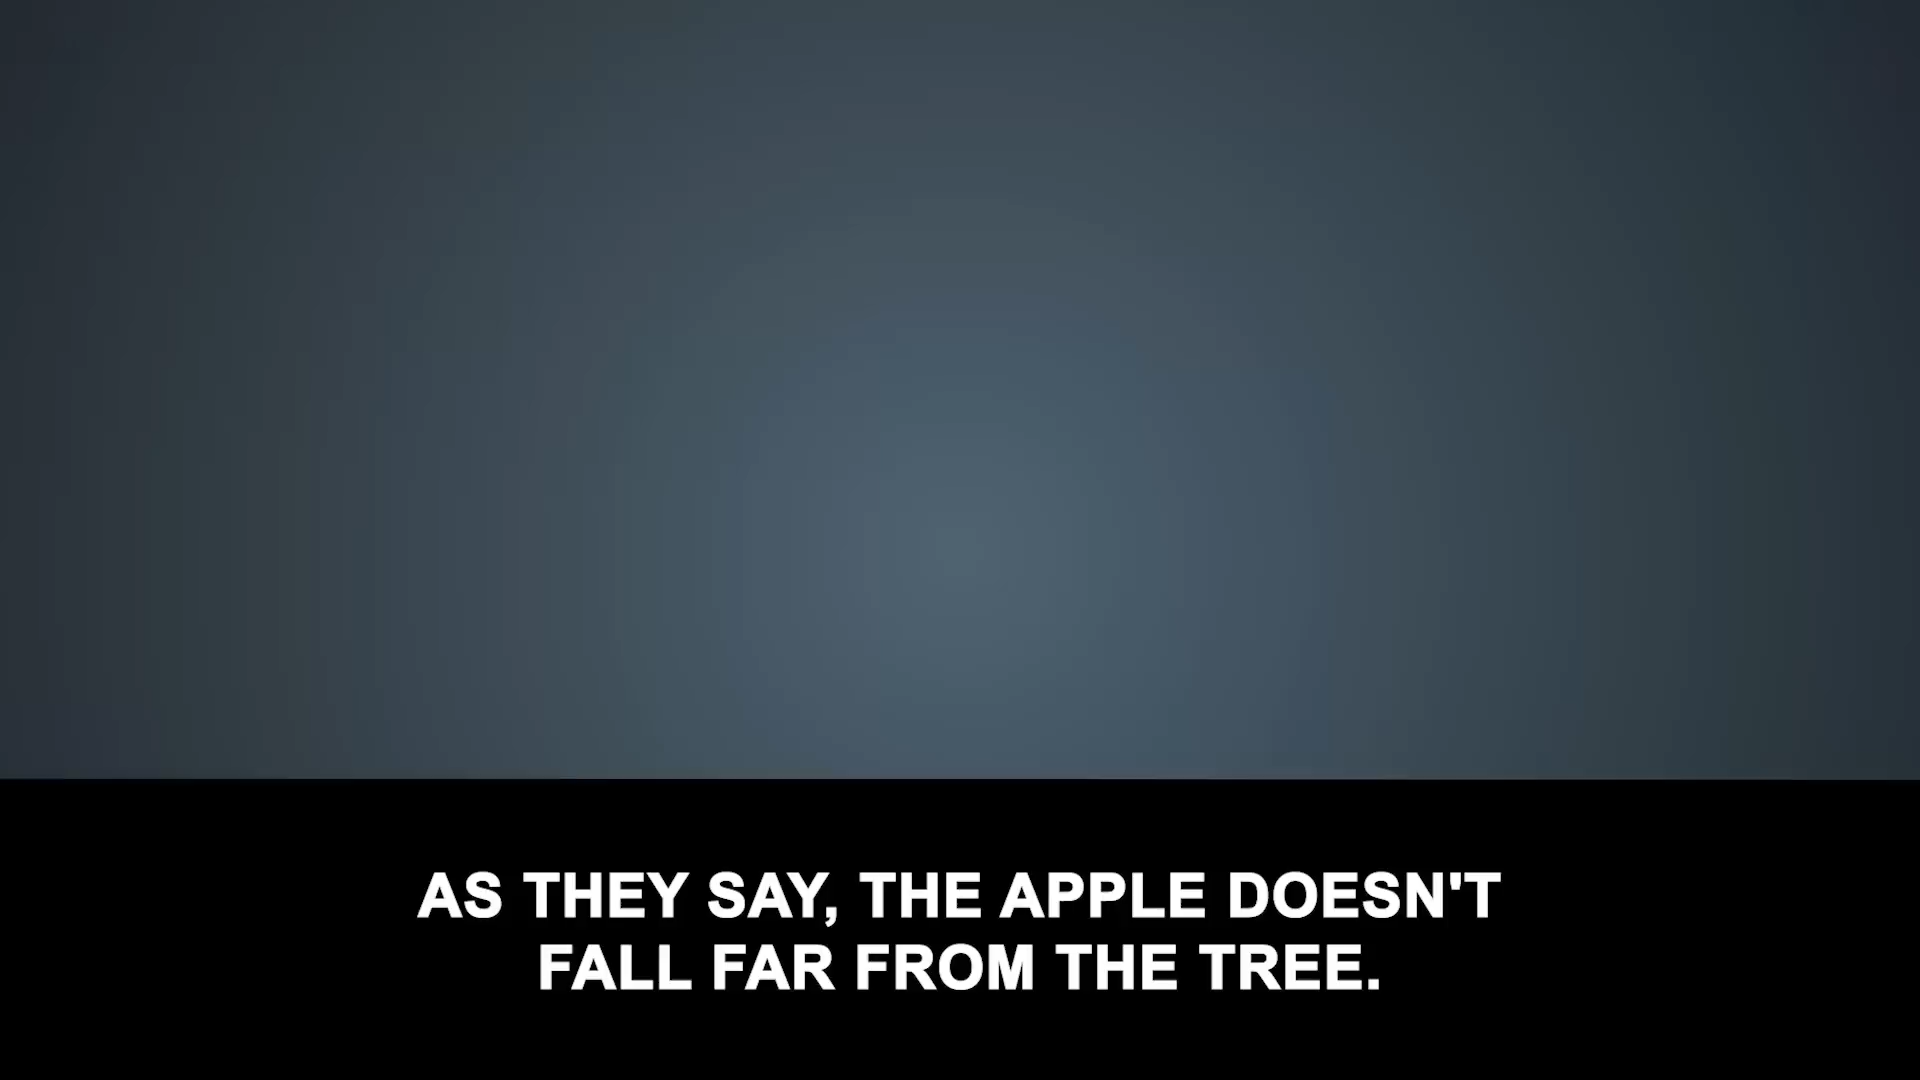 AS THEY SAY, THE APPLE DOESN'T
FALL FAR FROM THE TREE.